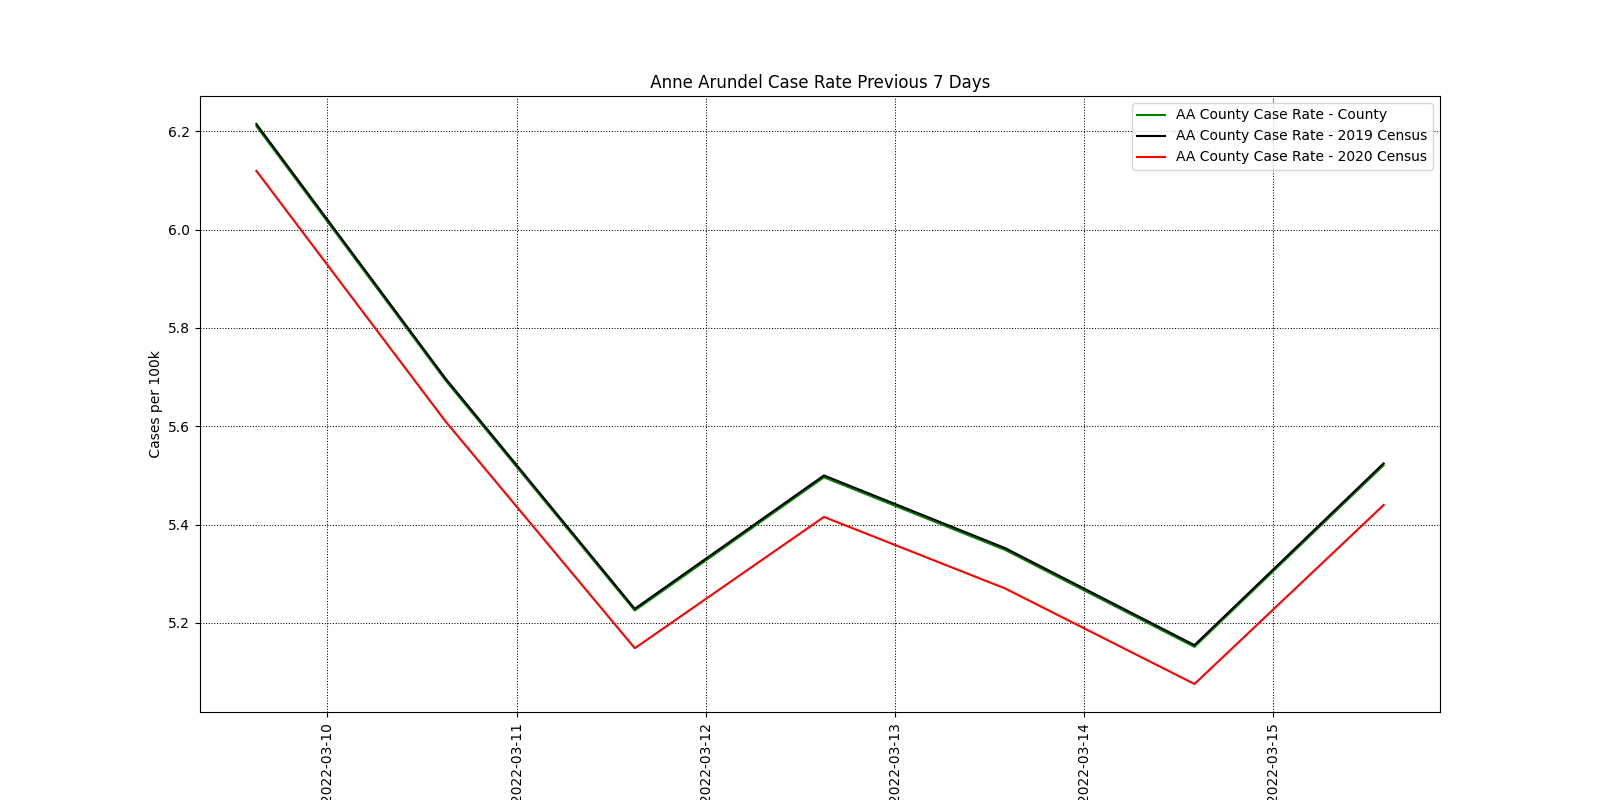 Anne Arundel Case Rate Previous 7 Days
AA County Case Rate - County
AA County Case Rate - 2019 Census
AA County Case Rate - 2020 Census
6.2
6.0
5.8
5.6
5.4
5.2
Cases per 100k
2022-03-10
2022-03-11
2022-03-12
2022-03-13
2022-03-14
2022-03-15